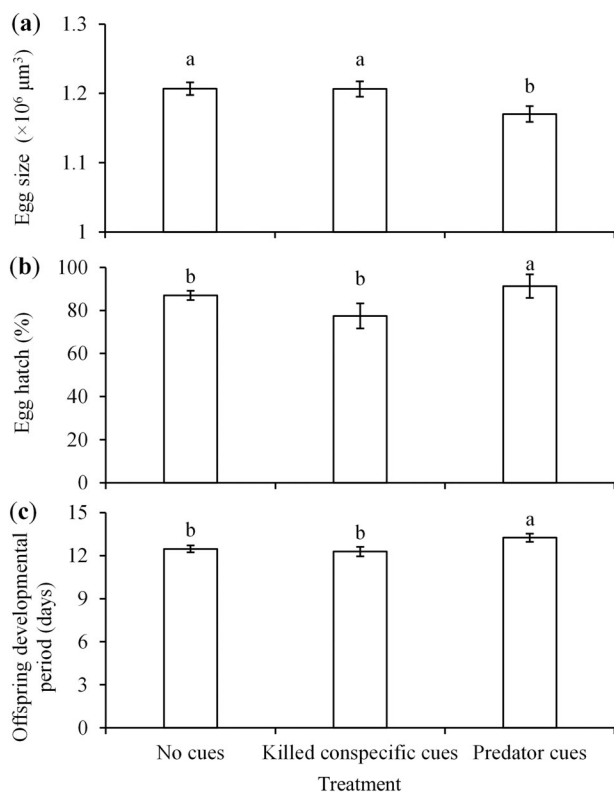 (a)
Egg size (×10⁶ μm³)
1.3
1.2
1.1
1
a
a
b
(b)
Egg hatch (%)
100
80
60
40
20
0
b
b
a
(c)
Offspring developmental
period (days)
15
12
9
6
3
0
b
b
a
No cues Killed conspecific cues Predator cues
Treatment